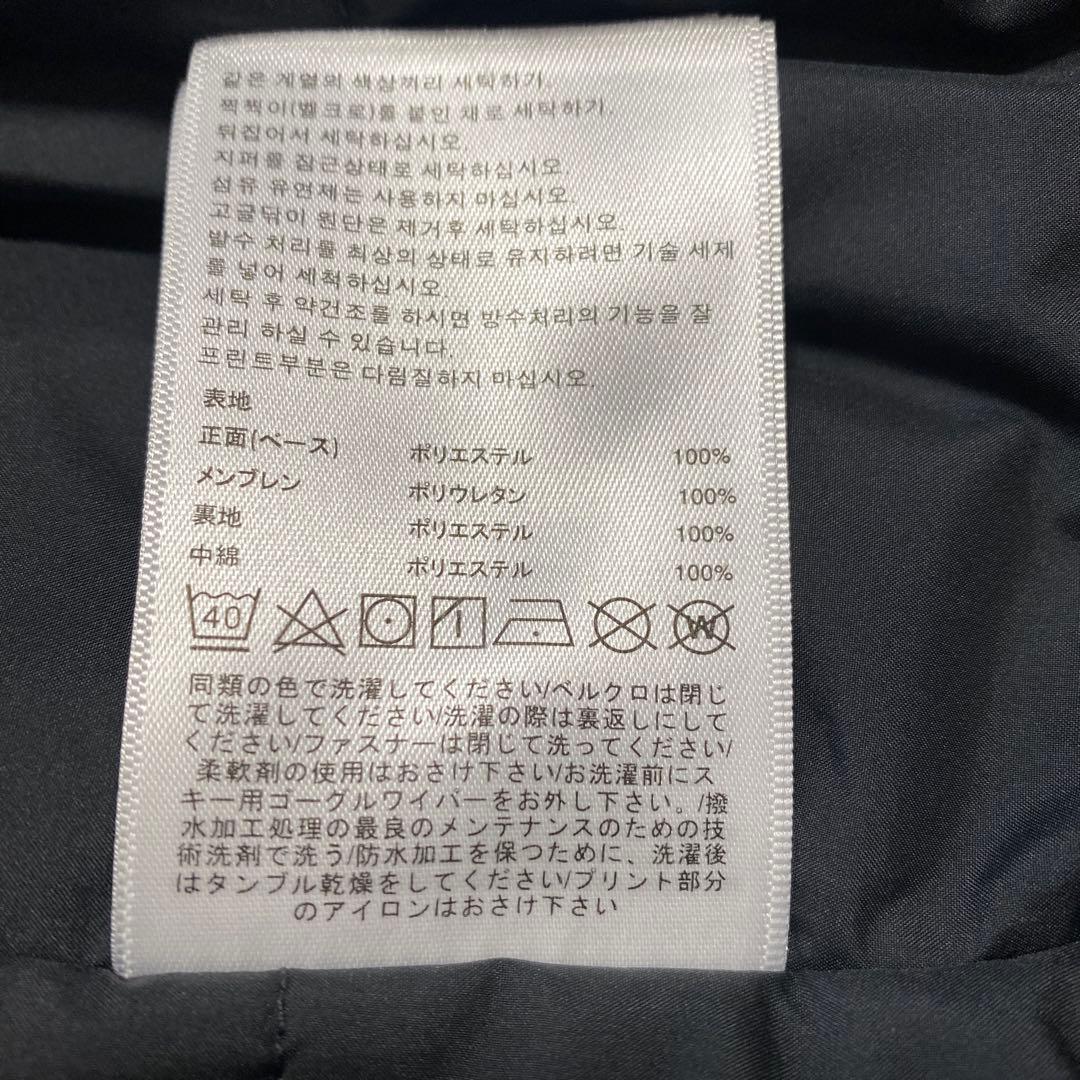 같은 계열의 색상끼리 세탁하기.
찍찍이(벨크로)를 붙인 채로 세탁하기.
뒤집어서 세탁하십시오.
지퍼를 잠근상태로 세탁하십시오.
섬유 유연제는 사용하지 마십시오.
고글닦이 원단은 제거후 세탁하십시오.
발수 처리를 최상의 상태로 유지하려면 기술 세제
를 넣어 세척하십시오.
세탁 후 약건조를 하시면 방수처리의 기능을 잘
관리 하실 수 있습니다.
프린트부분은 다림질하지 마십시오.
表地
正面(ベース) ポリエステル 100%
メンブレン ポリウレタン 100%
裏地 ポリエステル 100%
中綿 ポリエステル 100%
40 W
同類の色で洗濯してください/ベルクロは閉じ
て洗濯してください/洗濯の際は裏返しにして
ください/ファスナーは閉じて洗ってください/
柔軟剤の使用はおさけ下さい/お洗濯前にス
キー用ゴーグルワイパーをお外し下さい。/撥
水加工処理の最良のメンテナンスのための技
術洗剤で洗う/防水加工を保つために、洗濯後
はタンブル乾燥をしてください/プリント部分
のアイロンはおさけ下さい